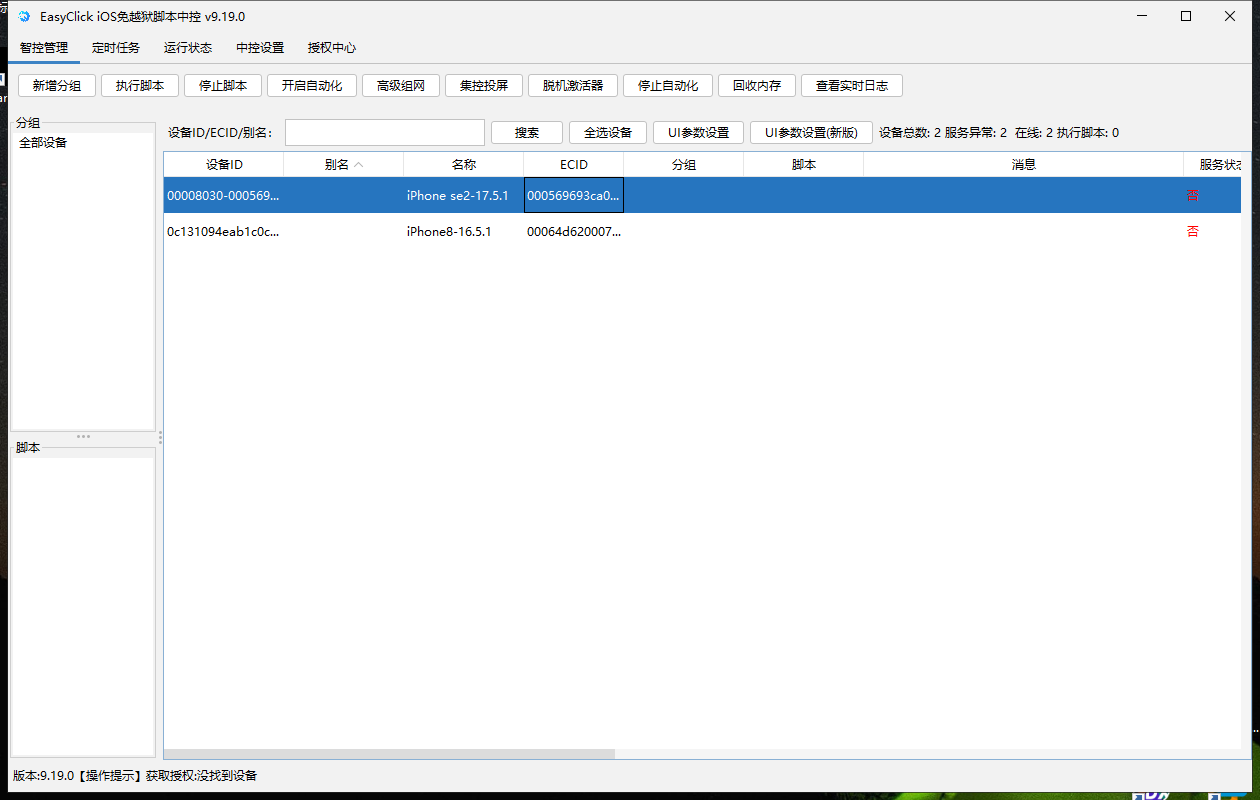 EasyClick iOS免越狱脚本中控 v9.19.0
智控管理 定时任务 运行状态 中控设置 授权中心
新增分组 执行脚本 停止脚本 开启自动化 高级组网 集控投屏 脱机激活器 停止自动化 回收内存 查看实时日志
分组
全部设备
设备ID/ECID/别名: 搜索 全选设备 UI参数设置 UI参数设置(新版) 设备总数: 2 服务异常: 2 在线: 2 执行脚本: 0
设备ID 别名 名称 ECID 分组 脚本 消息 服务状态
00008030-000569... iPhone se2-17.5.1 000569693ca0... 否
0c131094eab1c0c... iPhone8-16.5.1 00064d620007... 否
脚本
版本:9.19.0【操作提示】获取授权:没找到设备